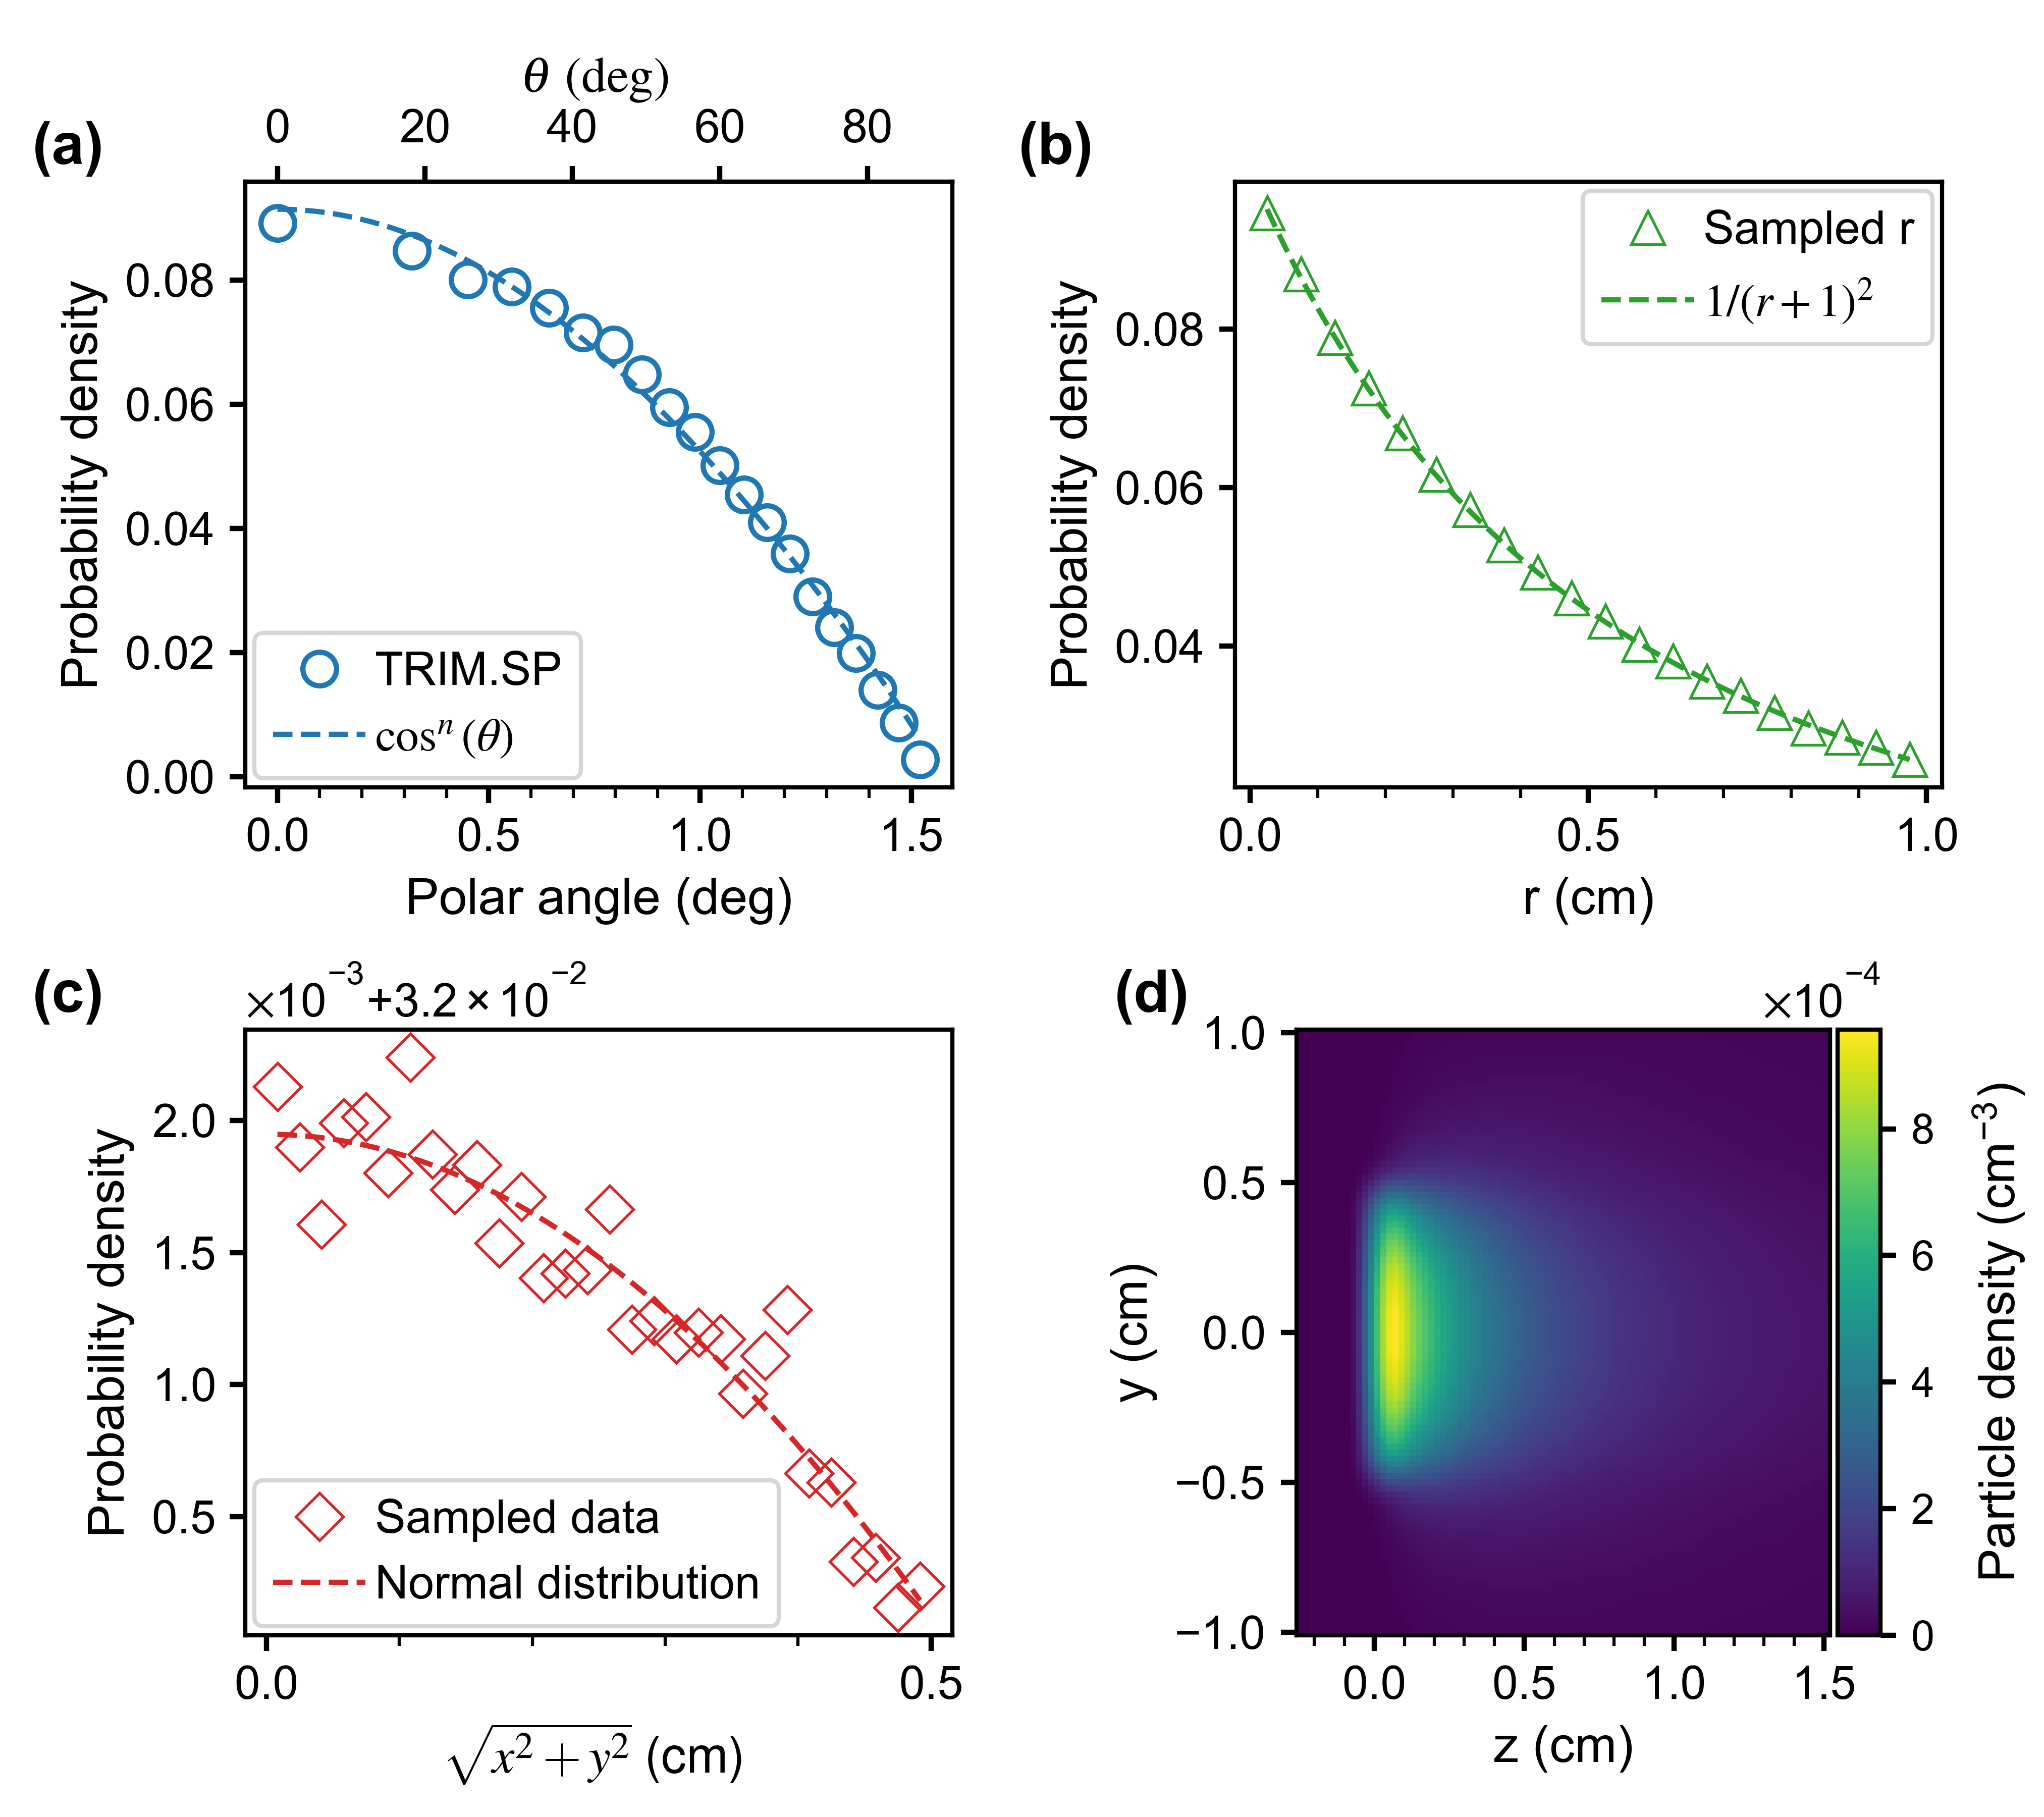 θ (deg)
(a)
0 20 40 60 80
Probability density
0.08
0.06
0.04
0.02
0.00
TRIM.SP
cosⁿ (θ)
0.0 0.5 1.0 1.5
Polar angle (deg)
(b)
Probability density
0.08
0.06
0.04
Sampled r
1/(r + 1)²
0.0 0.5 1.0
r (cm)
(c)
×10⁻³+3.2 × 10⁻²
Probability density
2.0
1.5
1.0
0.5
Sampled data
Normal distribution
0.0 0.5
√x² + y² (cm)
(d)
×10⁻⁴
y (cm)
1.0
0.5
0.0
−0.5
−1.0
0.0 0.5 1.0 1.5
z (cm)
8
6
4
2
0
Particle density (cm⁻³)